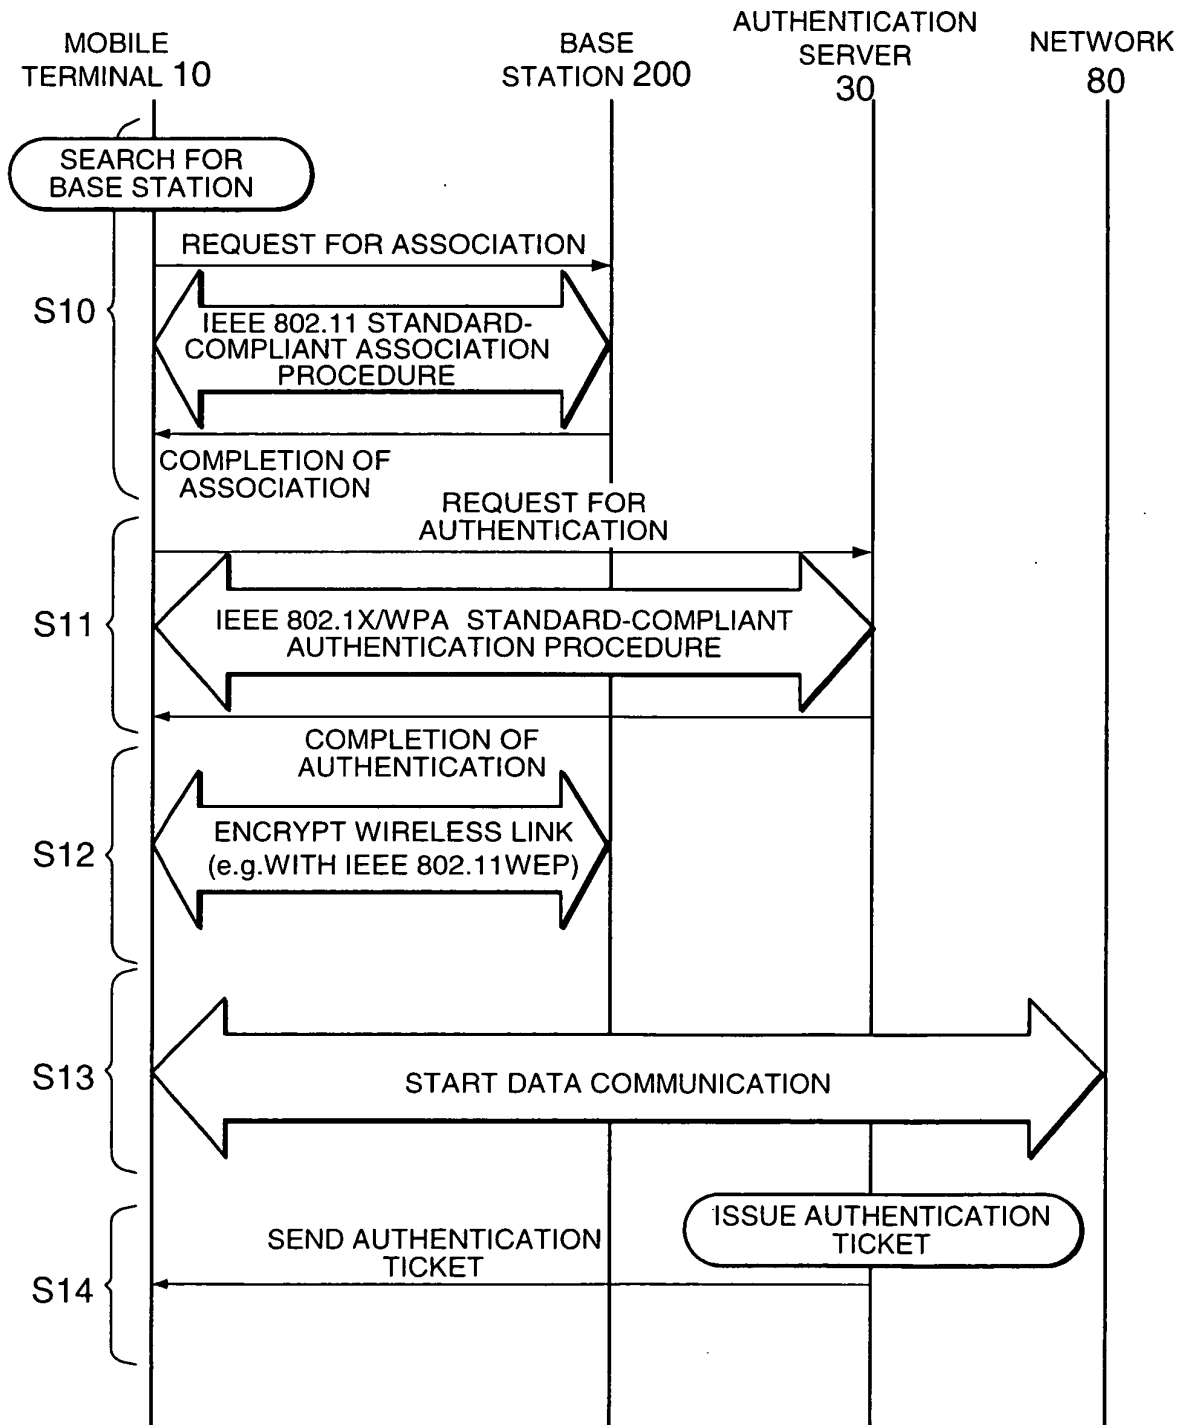 MOBILE
TERMINAL 10
BASE
STATION 200
AUTHENTICATION
SERVER
30
NETWORK
80
SEARCH FOR
BASE STATION
REQUEST FOR ASSOCIATION
S10
IEEE 802.11 STANDARD-
COMPLIANT ASSOCIATION
PROCEDURE
COMPLETION OF
ASSOCIATION
REQUEST FOR
AUTHENTICATION
S11
IEEE 802.1X/WPA STANDARD-COMPLIANT
AUTHENTICATION PROCEDURE
COMPLETION OF
AUTHENTICATION
S12
ENCRYPT WIRELESS LINK
(e.g.WITH IEEE 802.11WEP)
S13
START DATA COMMUNICATION
ISSUE AUTHENTICATION
TICKET
SEND AUTHENTICATION
TICKET
S14